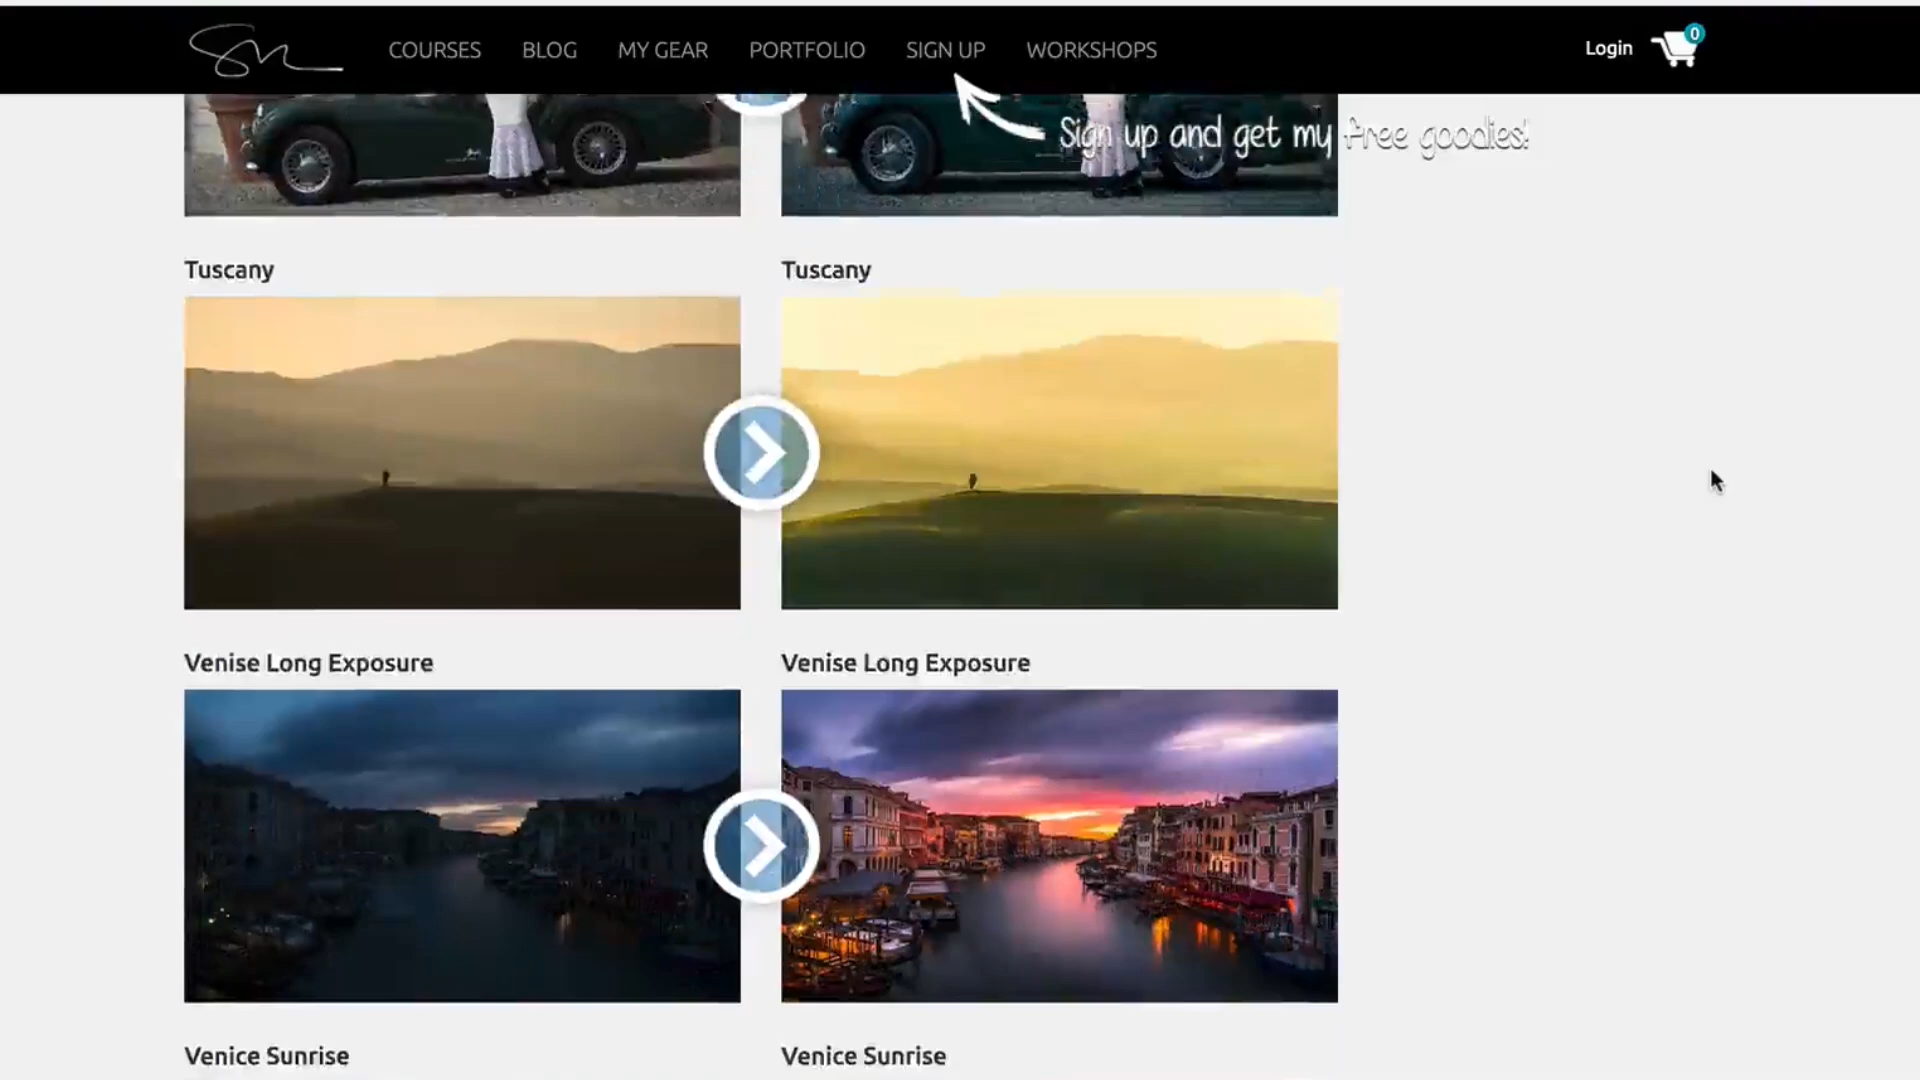 COURSES BLOG MY GEAR PORTFOLIO SIGN UP WORKSHOPS Login 0
Sign up and get my free goodies!
Tuscany Tuscany
Venise Long Exposure Venise Long Exposure
Venice Sunrise Venice Sunrise